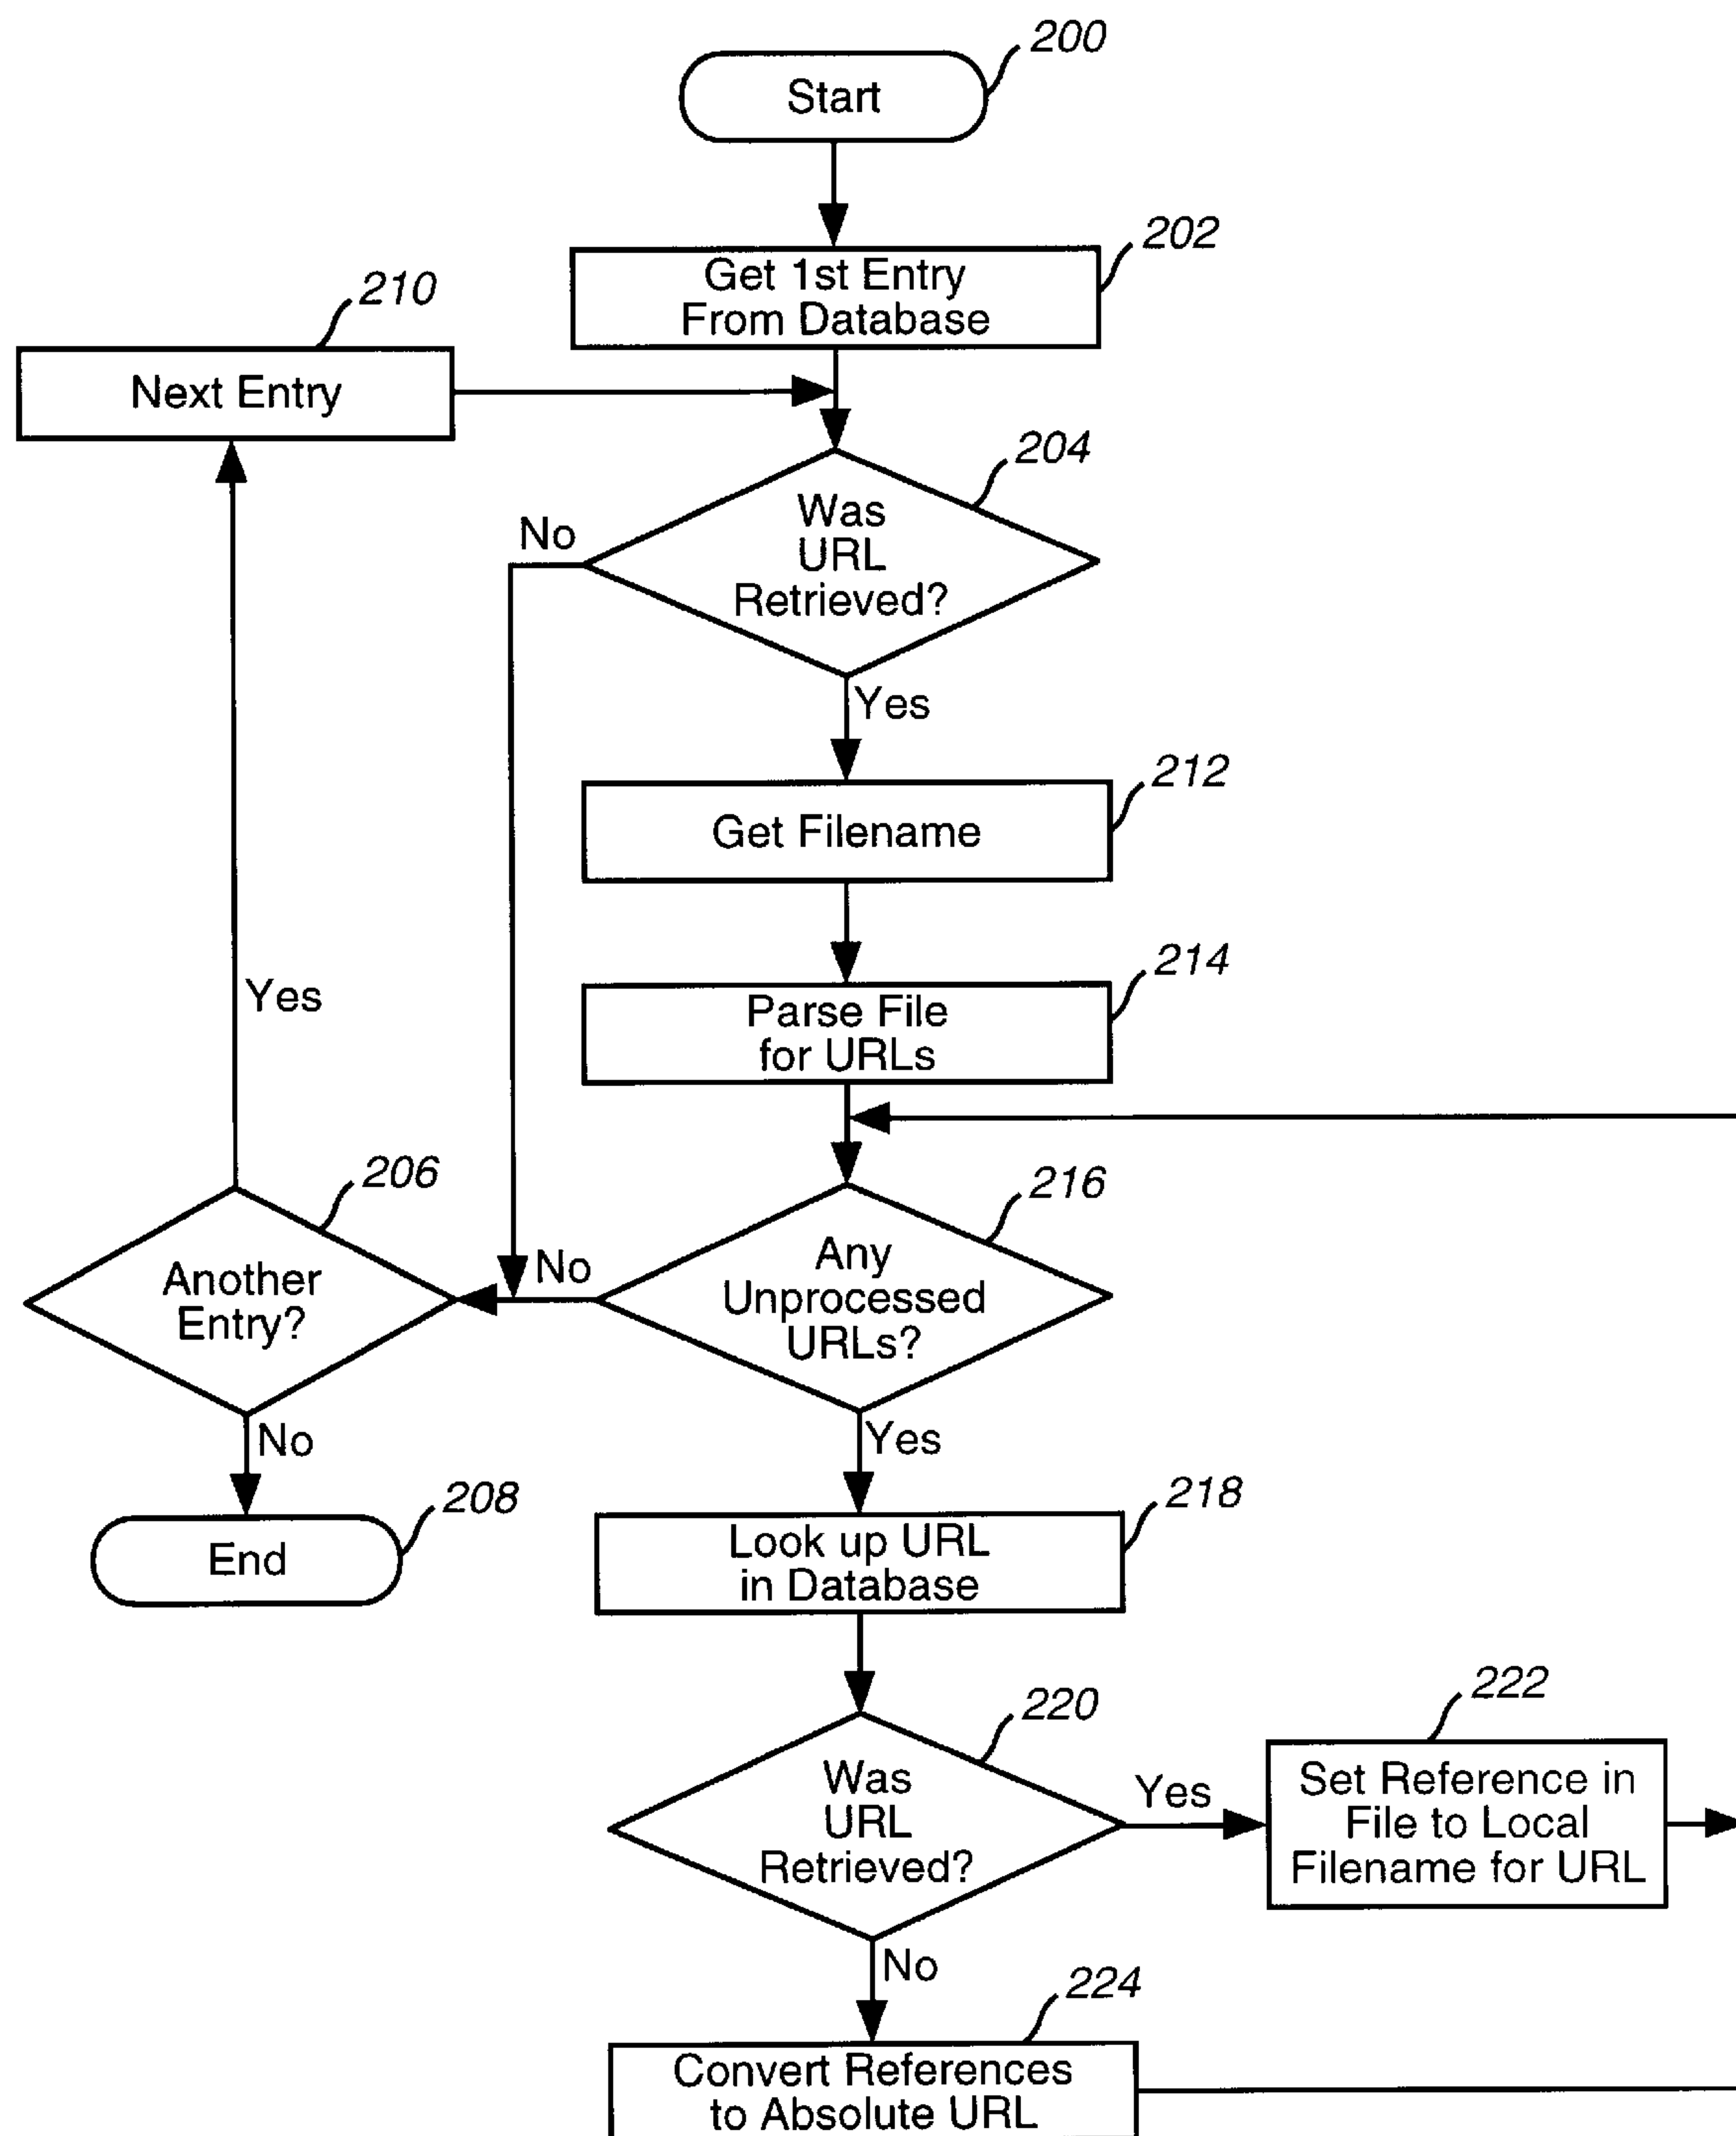 200
Start
202
Get 1st Entry
From Database
210
Next Entry
204
Was
URL
Retrieved?
No
Yes
212
Get Filename
214
Parse File
for URLs
Yes
206
Another
Entry?
No
216
Any
Unprocessed
URLs?
No
Yes
208
End
218
Look up URL
in Database
220
Was
URL
Retrieved?
Yes
222
Set Reference in
File to Local
Filename for URL
No
224
Convert References
to Absolute URL